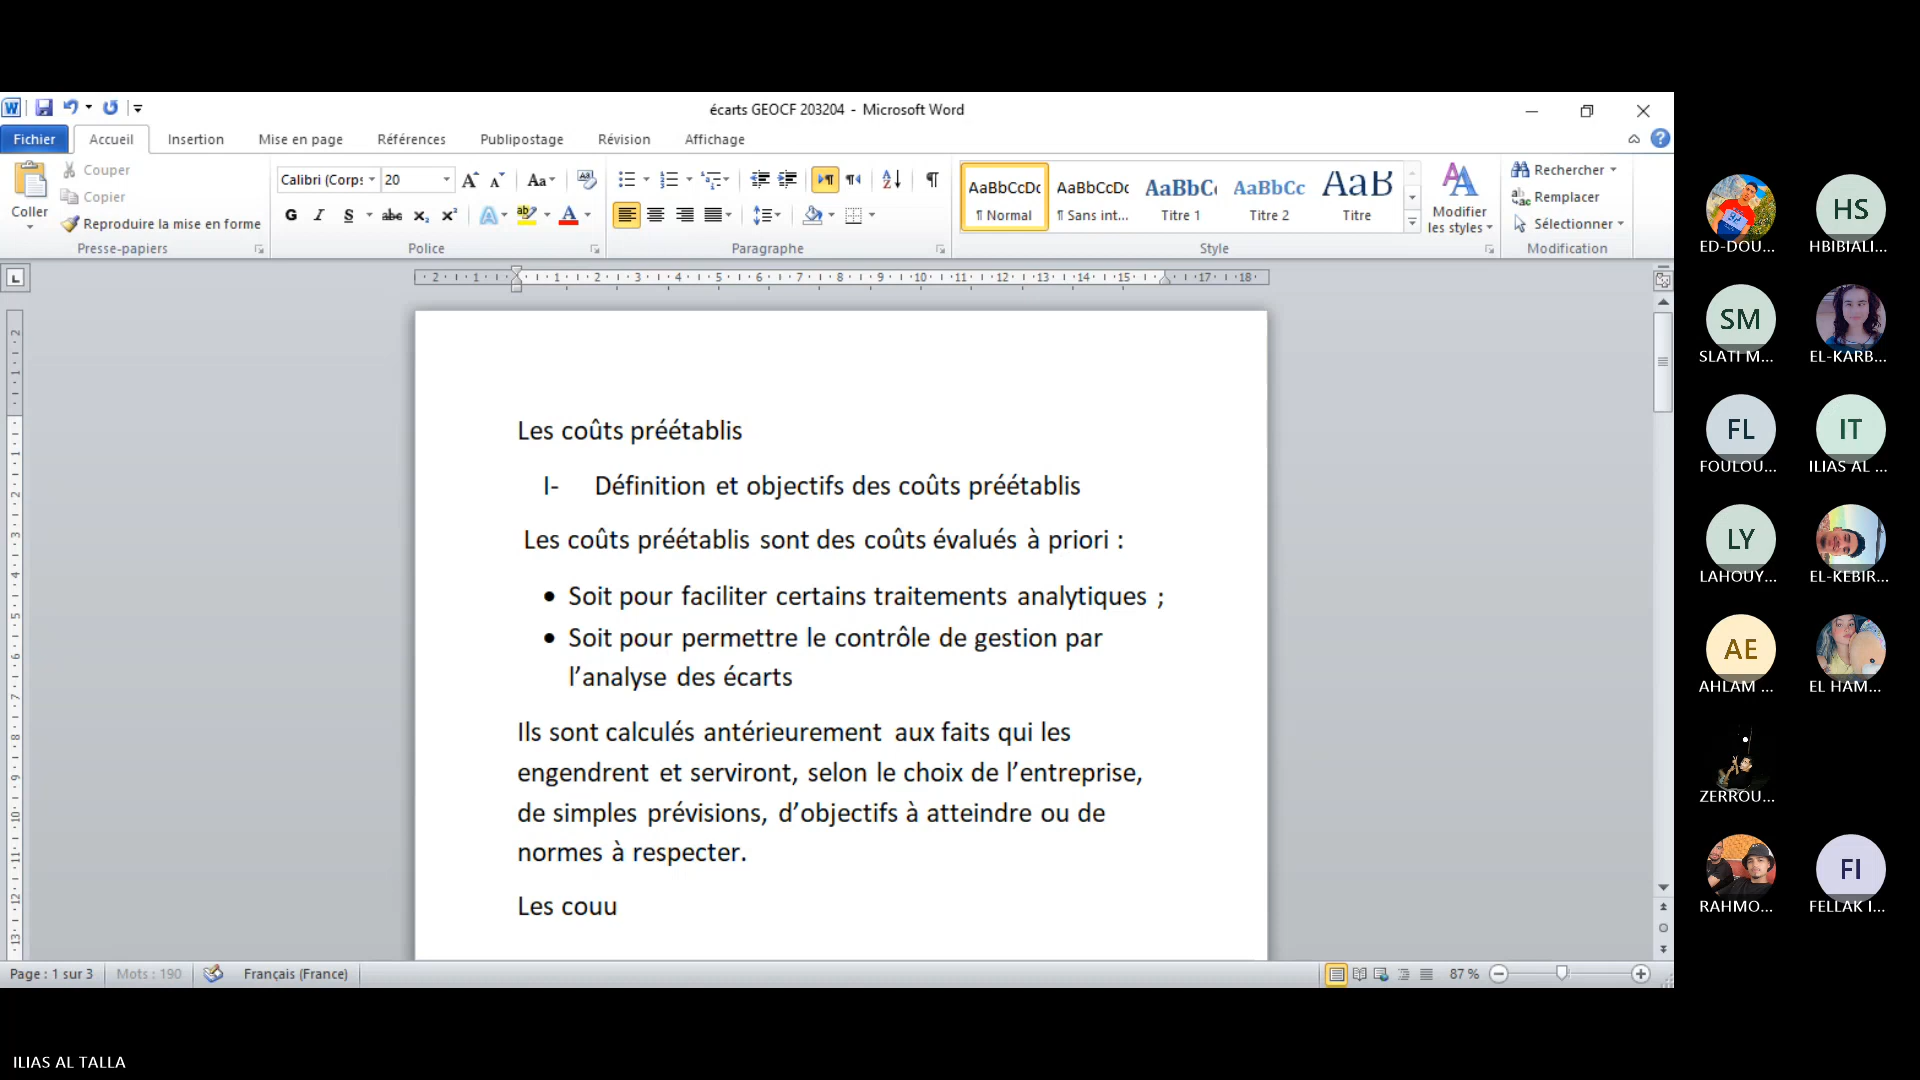 écarts GEOCF 203204 - Microsoft Word
Fichier Accueil Insertion Mise en page Références Publipostage Révision Affichage
Coller
Couper
Copier
Reproduire la mise en forme
Presse-papiers
Calibri (Corps 20
Aa
G I S abc x₂ x²
Police
Paragraphe
AaBbCcDc AaBbCcDc AaBbC AaBbCc AaB
¶ Normal ¶ Sans int... Titre 1 Titre 2 Titre
Style
Modifier
les styles
Rechercher
Remplacer
Sélectionner
Modification
Les coûts préétablis
I- Définition et objectifs des coûts préétablis
Les coûts préétablis sont des coûts évalués à priori :
• Soit pour faciliter certains traitements analytiques ;
• Soit pour permettre le contrôle de gestion par
l’analyse des écarts
Ils sont calculés antérieurement aux faits qui les
engendrent et serviront, selon le choix de l’entreprise,
de simples prévisions, d’objectifs à atteindre ou de
normes à respecter.
Les couu
Page : 1 sur 3 Mots : 190 Français (France) 87 %
ED-DOU... HS HBIBIALI...
SM SLATI M... EL-KARB...
FL FOULOU... IT ILIAS AL ...
LY LAHOUY... EL-KEBIR...
AE AHLAM ... EL HAM...
ZERROU...
RAHMO... FI FELLAK I...
ILIAS AL TALLA